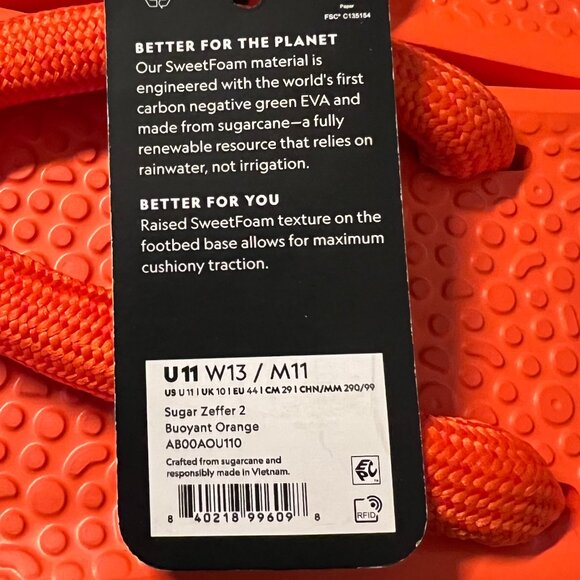 Paper
FSC® C135154
BETTER FOR THE PLANET
Our SweetFoam material is
engineered with the world's first
carbon negative green EVA and
made from sugarcane—a fully
renewable resource that relies on
rainwater, not irrigation.
BETTER FOR YOU
Raised SweetFoam texture on the
footbed base allows for maximum
cushiony traction.
U11 W13 / M11
US U 11 | UK 10 | EU 44 | CM 29 | CHN/MM 290/99
Sugar Zeffer 2
Buoyant Orange
AB00AOU110
Crafted from sugarcane and
responsibly made in Vietnam.
EPC
8 40218 99609 8
RFID